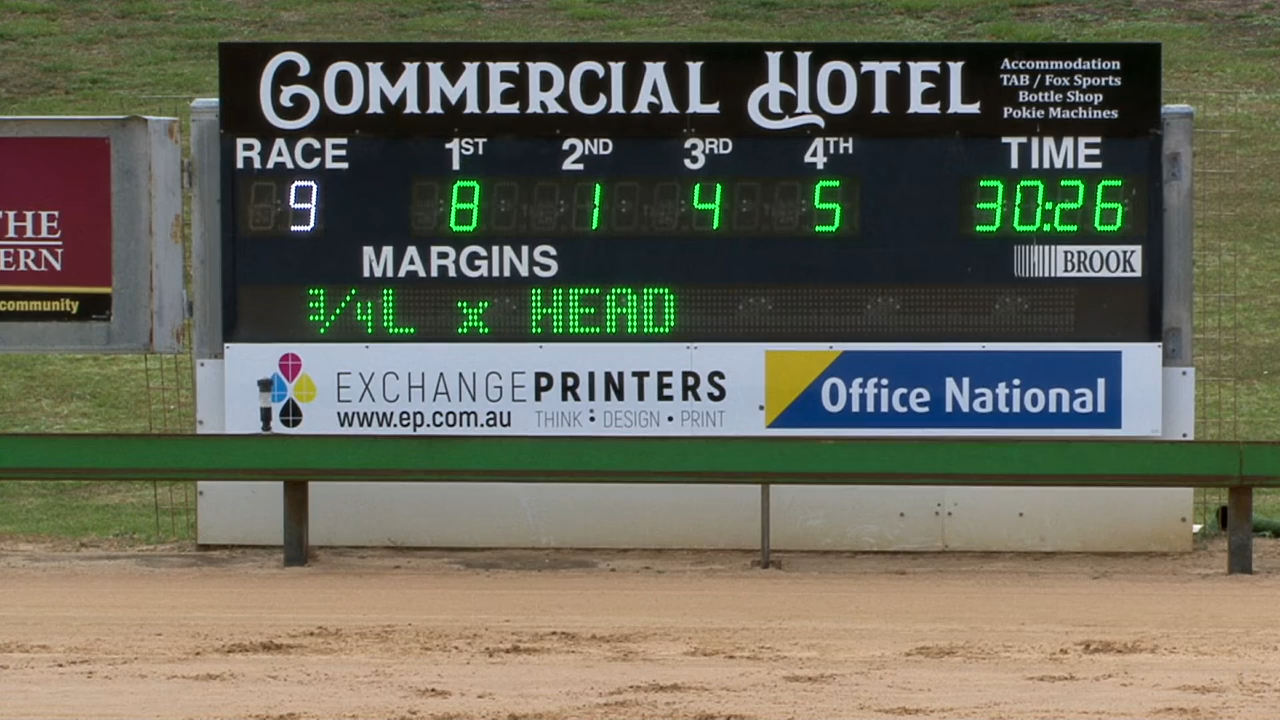 COMMERCIAL HOTEL
Accommodation
TAB / Fox Sports
Bottle Shop
Pokie Machines
RACE 1ST 2ND 3RD 4TH TIME
9 8 1 4 5 30:26
MARGINS
BROOK
3/4L x HEAD
THE
ERN
community
EXCHANGEPRINTERS
www.ep.com.au THINK : DESIGN • PRINT
Office National